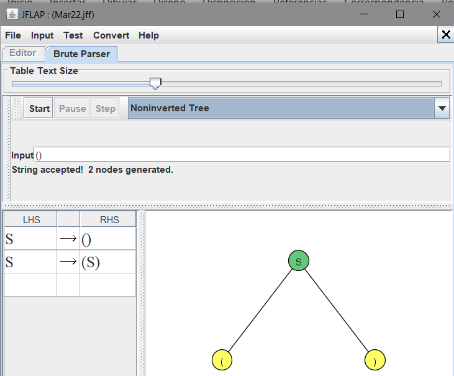 JFLAP : (Mar22.jff)
File Input Test Convert Help
Editor Brute Parser
Table Text Size
Start Pause Step Noninverted Tree
Input ()
String accepted! 2 nodes generated.
LHS RHS
S → ()
S → (S)
S
( )